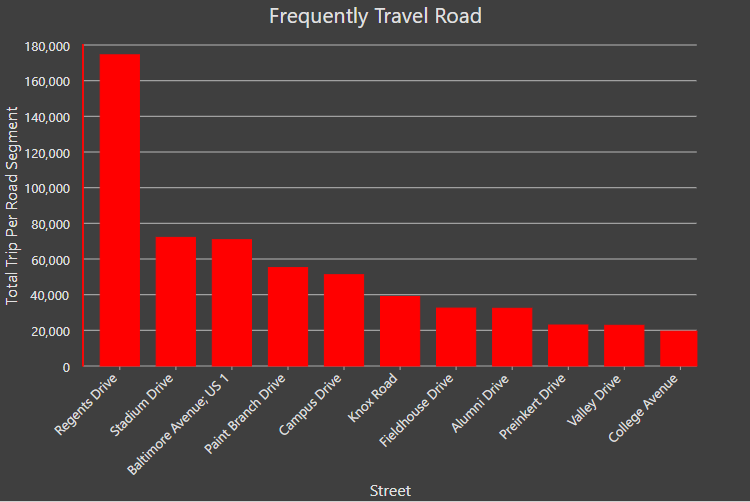 Frequently Travel Road
Total Trip Per Road Segment
180,000
160,000
140,000
120,000
100,000
80,000
60,000
40,000
20,000
0
Regents Drive
Stadium Drive
Baltimore Avenue; US 1
Paint Branch Drive
Campus Drive
Knox Road
Fieldhouse Drive
Alumni Drive
Preinkert Drive
Valley Drive
College Avenue
Street